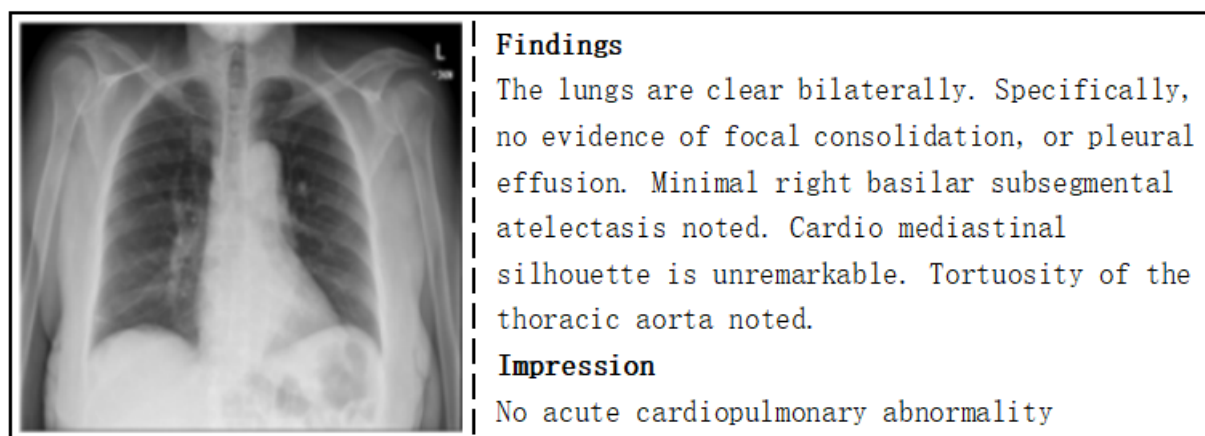 L
Findings
The lungs are clear bilaterally. Specifically,
no evidence of focal consolidation, or pleural
effusion. Minimal right basilar subsegmental
atelectasis noted. Cardio mediastinal
silhouette is unremarkable. Tortuosity of the
thoracic aorta noted.
Impression
No acute cardiopulmonary abnormality